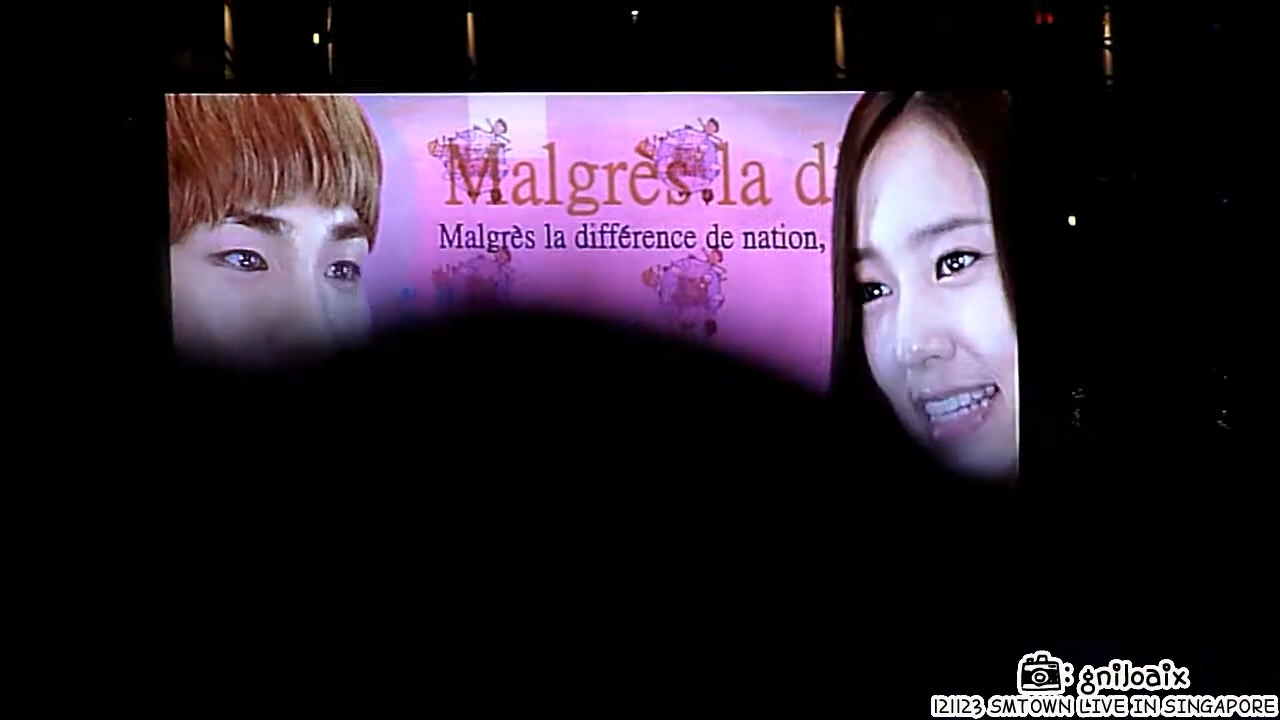 Malgrès la d
Malgrès la différence de nation,
: gniloaix
121123 SMTOWN LIVE IN SINGAPORE